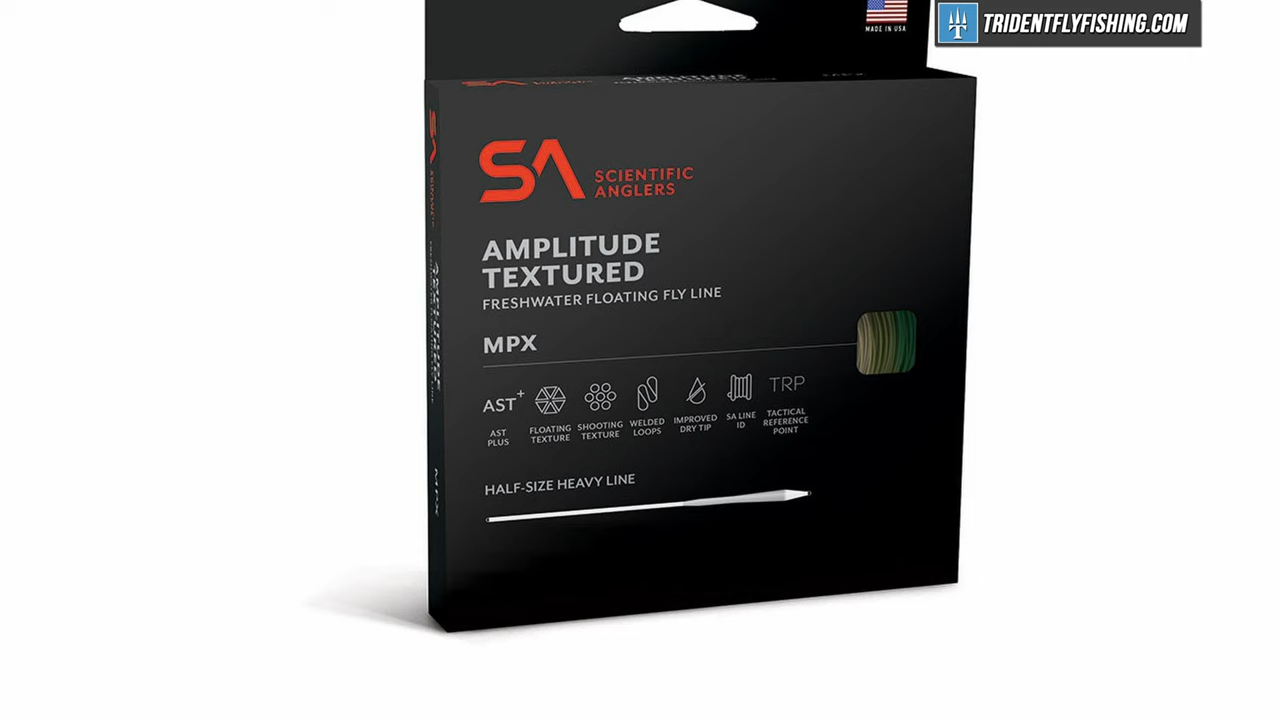 MADE IN USA
TRIDENTFLYFISHING.COM
SA
SCIENTIFIC
ANGLERS
AMPLITUDE
TEXTURED
FRESHWATER FLOATING FLY LINE
MPX
AST+
TRP
AST
PLUS
FLOATING
TEXTURE
SHOOTING
TEXTURE
WELDED
LOOPS
IMPROVED
DRY TIP
SA LINE
ID
TACTICAL
REFERENCE
POINT
HALF-SIZE HEAVY LINE
AMPLITUDE
MPX